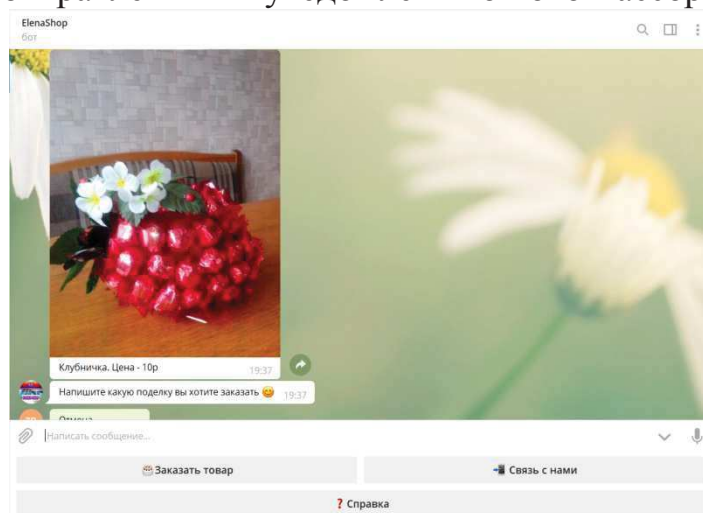 ElenaShop
бот
Клубничка. Цена - 10р
19:37
Напишите какую поделку вы хотите заказать 😊
19:37
Отмена
Написать сообщение...
Заказать товар
Связь с нами
❓ Справка